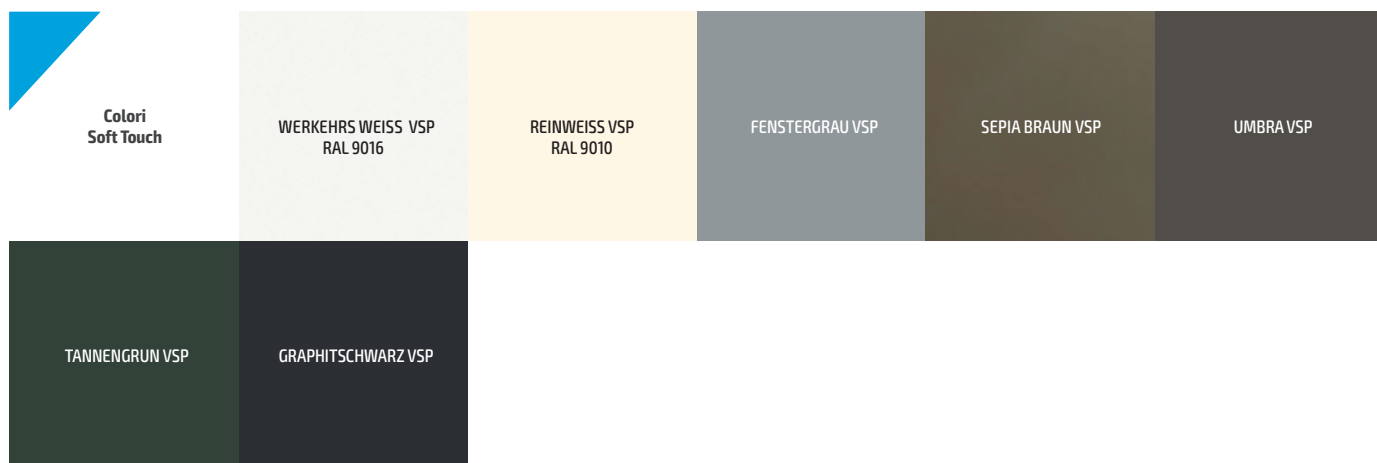 Colori
Soft Touch
WERKEHRS WEISS VSP
RAL 9016
REINWEISS VSP
RAL 9010
FENSTERGRAU VSP
SEPIA BRAUN VSP
UMBRA VSP
TANNENGRUN VSP
GRAPHITSCHWARZ VSP